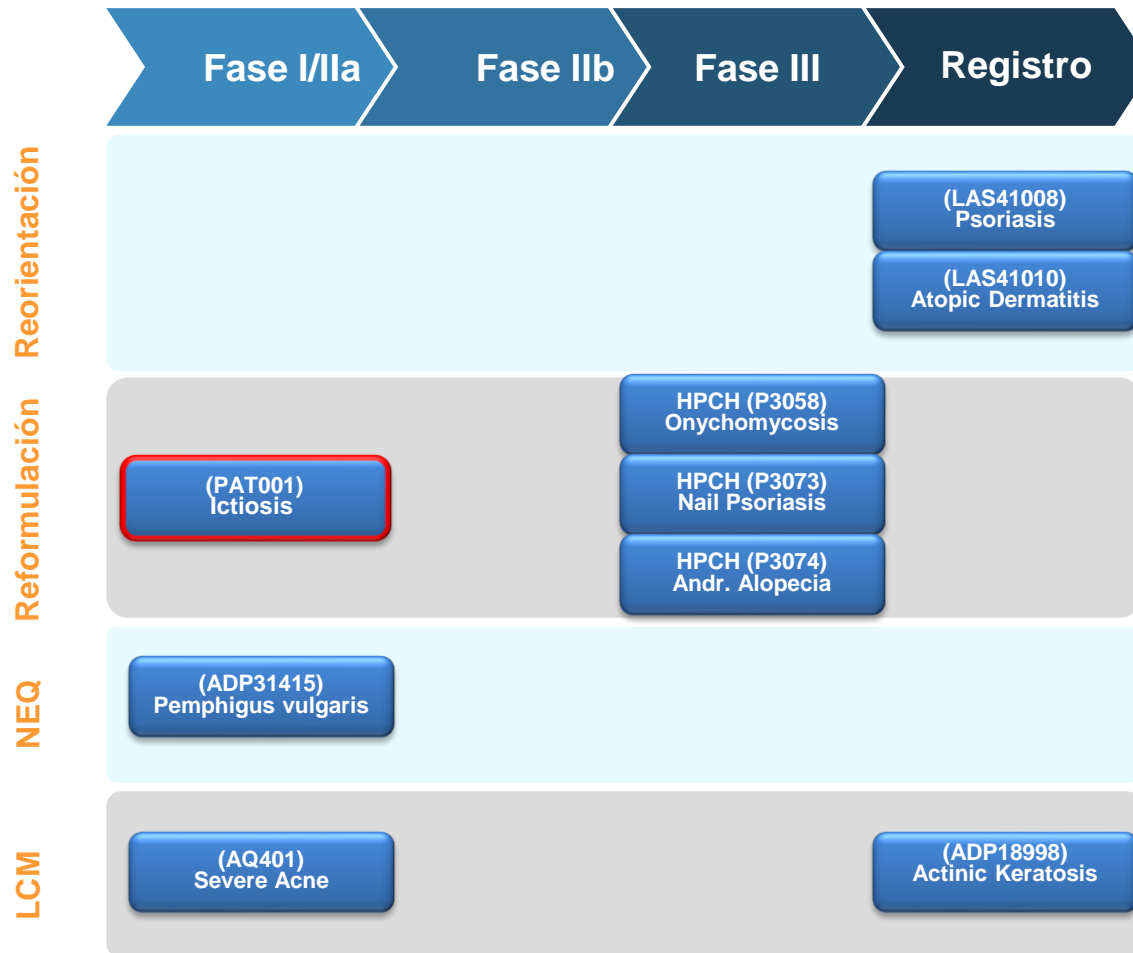 Fase I/IIa
Fase IIb
Fase III
Registro
Reorientación
(LAS41008)
Psoriasis
(LAS41010)
Atopic Dermatitis
Reformulación
HPCH (P3058)
Onychomycosis
(PAT001)
Ictiosis
HPCH (P3073)
Nail Psoriasis
HPCH (P3074)
Andr. Alopecia
NEQ
(ADP31415)
Pemphigus vulgaris
LCM
(AQ401)
Severe Acne
(ADP18998)
Actinic Keratosis